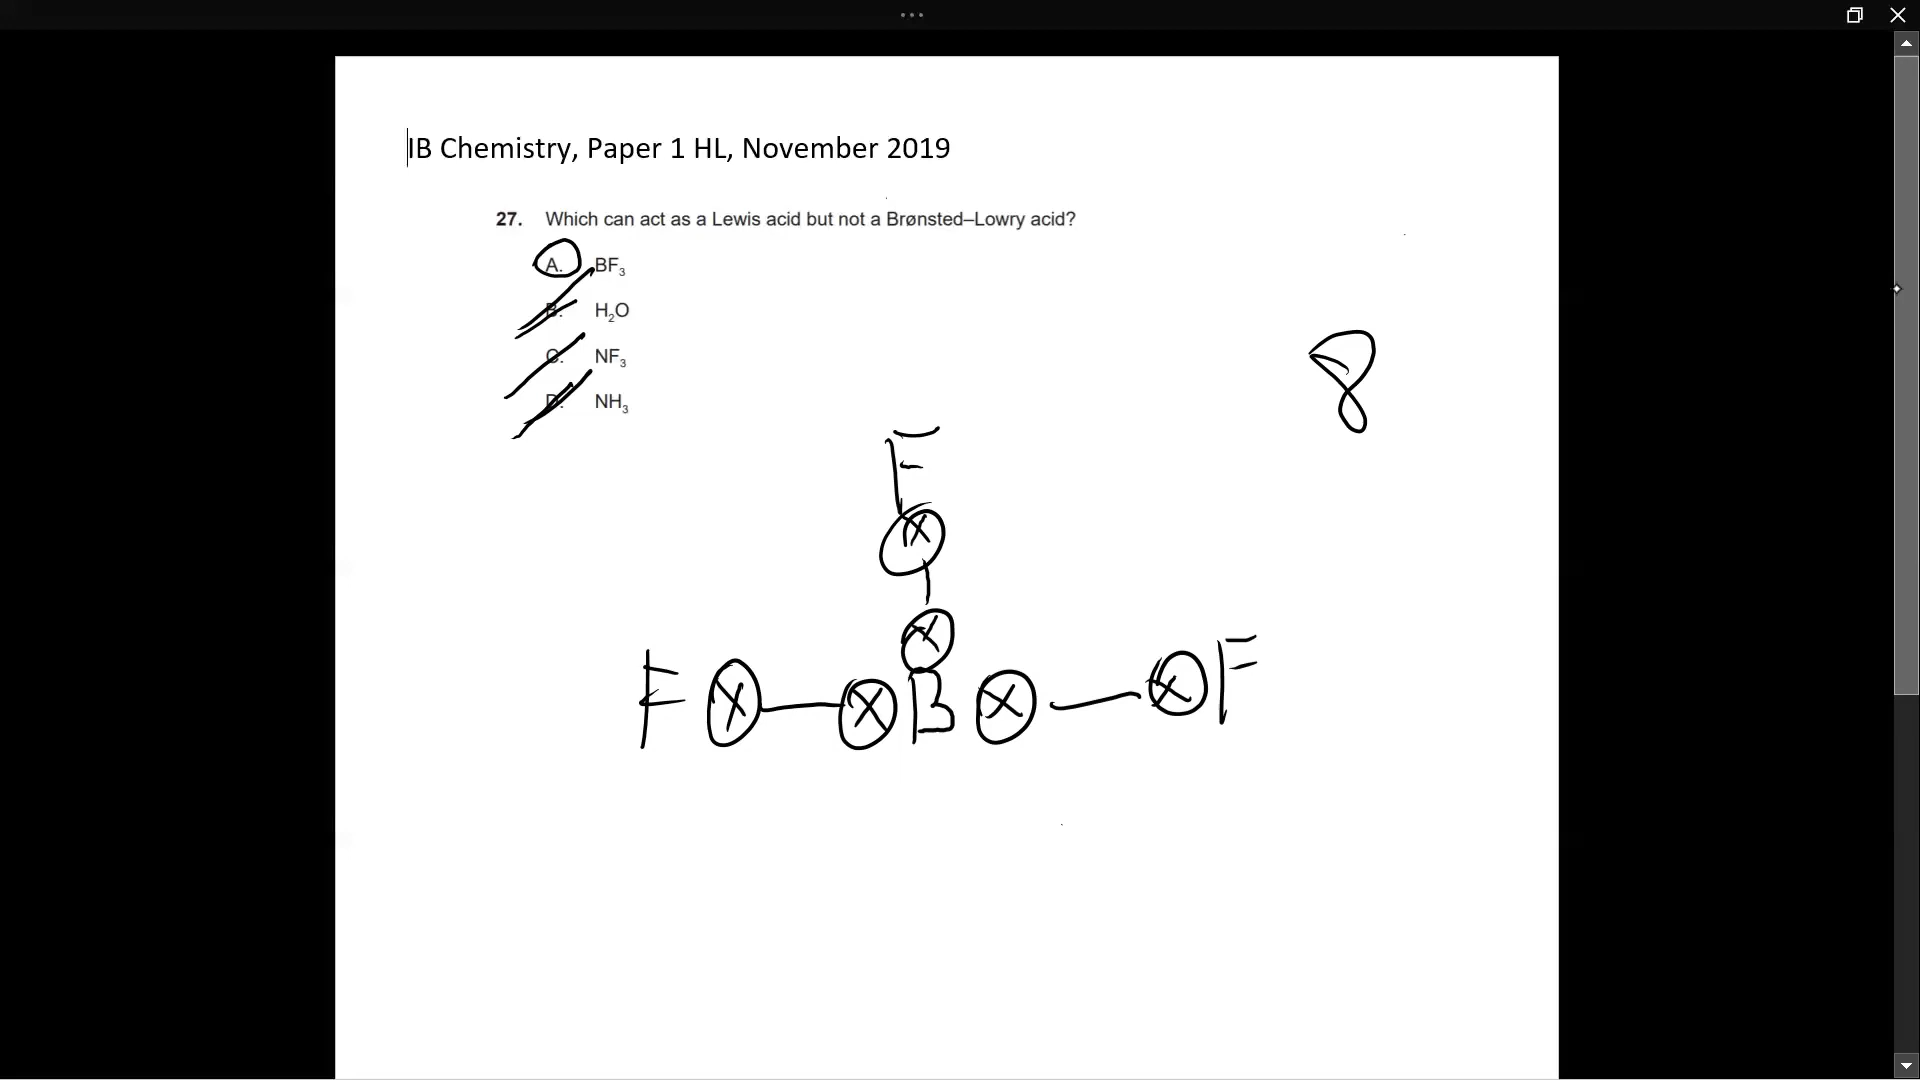 IB Chemistry, Paper 1 HL, November 2019
27. Which can act as a Lewis acid but not a Brønsted–Lowry acid?
A. BF₃
B. H₂O
C. NF₃
D. NH₃
8
F
F B F